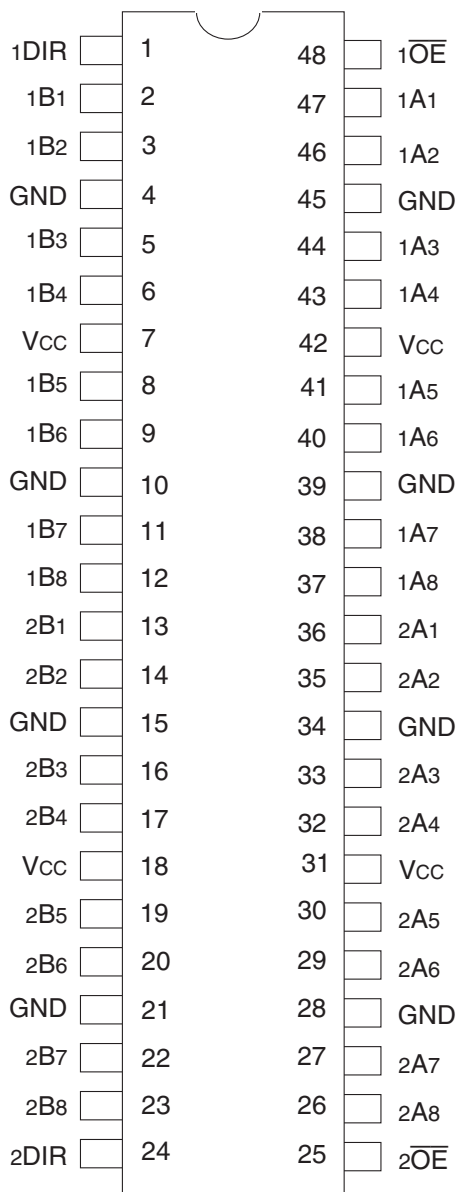 1DIR 1 48 1O̅E̅
1B1 2 47 1A1
1B2 3 46 1A2
GND 4 45 GND
1B3 5 44 1A3
1B4 6 43 1A4
VCC 7 42 VCC
1B5 8 41 1A5
1B6 9 40 1A6
GND 10 39 GND
1B7 11 38 1A7
1B8 12 37 1A8
2B1 13 36 2A1
2B2 14 35 2A2
GND 15 34 GND
2B3 16 33 2A3
2B4 17 32 2A4
VCC 18 31 VCC
2B5 19 30 2A5
2B6 20 29 2A6
GND 21 28 GND
2B7 22 27 2A7
2B8 23 26 2A8
2DIR 24 25 2O̅E̅